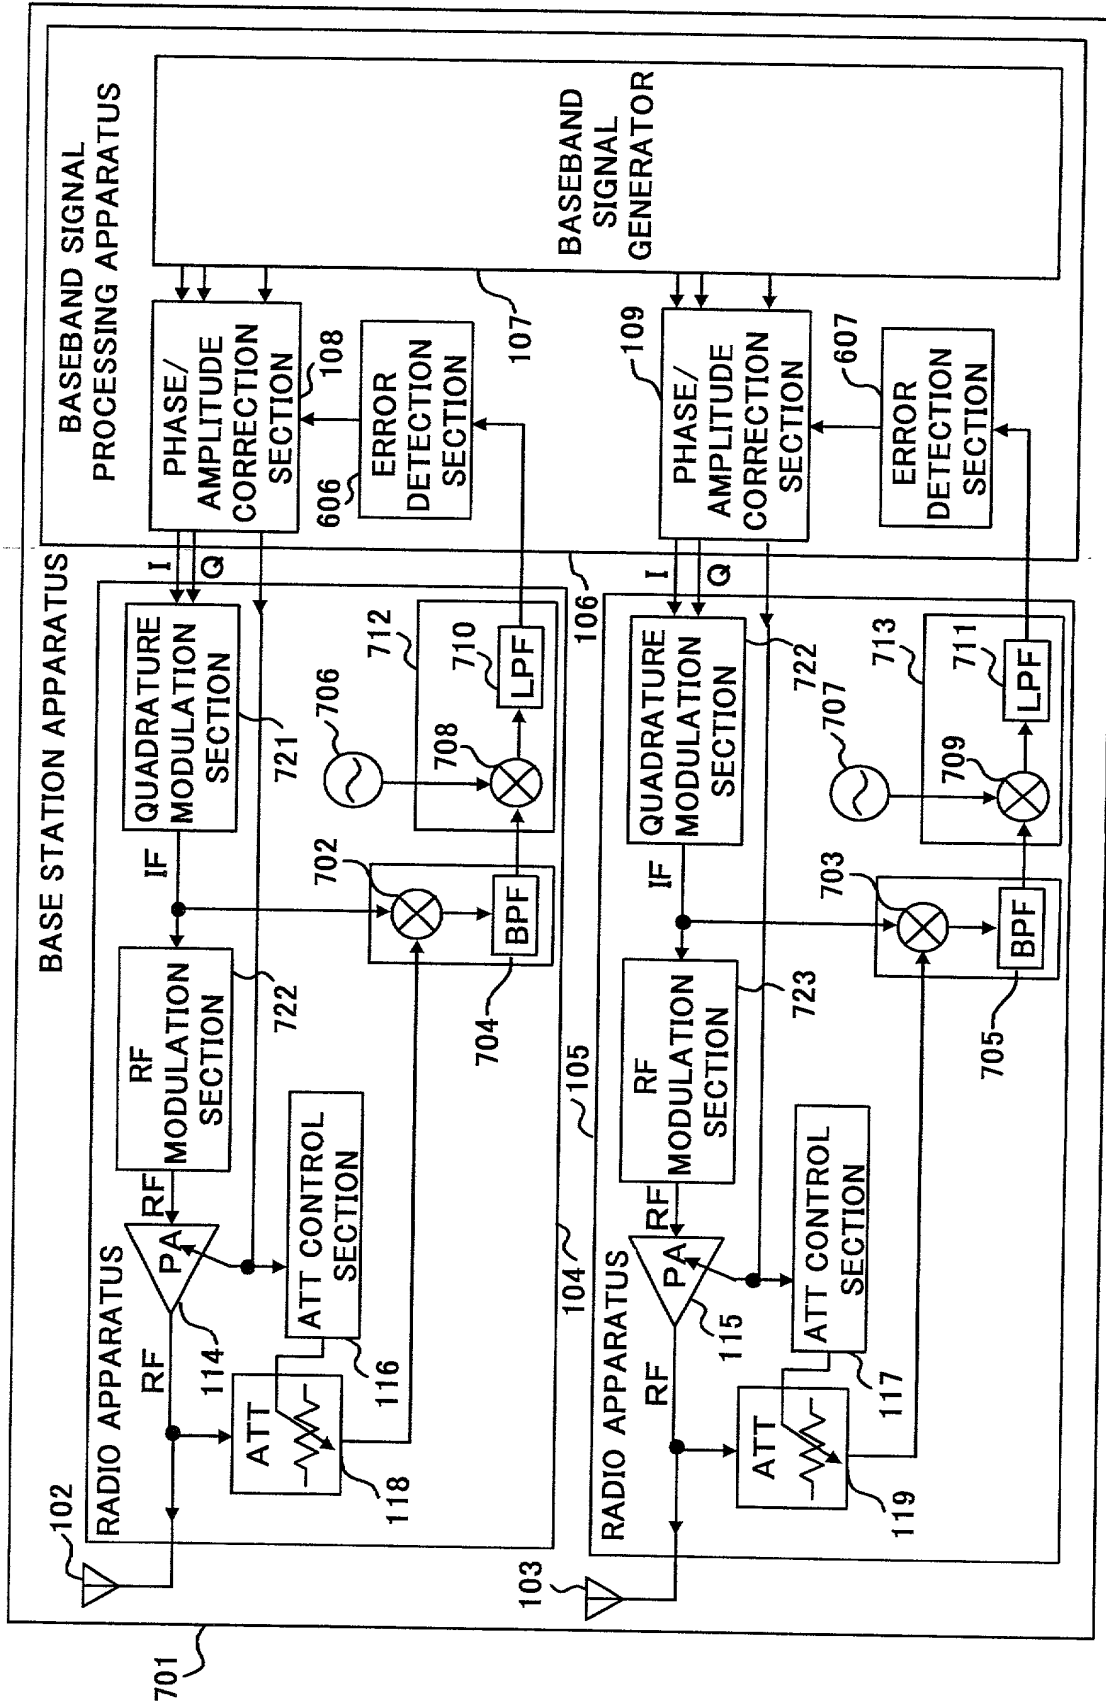 BASE STATION APPARATUS
701
102
RADIO APPARATUS
RF
114
PA
RF
RF
MODULATION
SECTION
722
IF
QUADRATURE
MODULATION
SECTION
721
I
Q
ATT
118
ATT CONTROL
SECTION
116
702
BPF
704
706
708
712
710
LPF
104
BASEBAND SIGNAL
PROCESSING APPARATUS
PHASE/
AMPLITUDE
CORRECTION
SECTION
108
606
ERROR
DETECTION
SECTION
107
BASEBAND
SIGNAL
GENERATOR
106
103
105
RADIO APPARATUS
RF
115
PA
RF
RF
MODULATION
SECTION
723
IF
QUADRATURE
MODULATION
SECTION
722
I
Q
ATT
119
ATT CONTROL
SECTION
117
703
BPF
705
707
709
713
711
LPF
109
PHASE/
AMPLITUDE
CORRECTION
SECTION
607
ERROR
DETECTION
SECTION